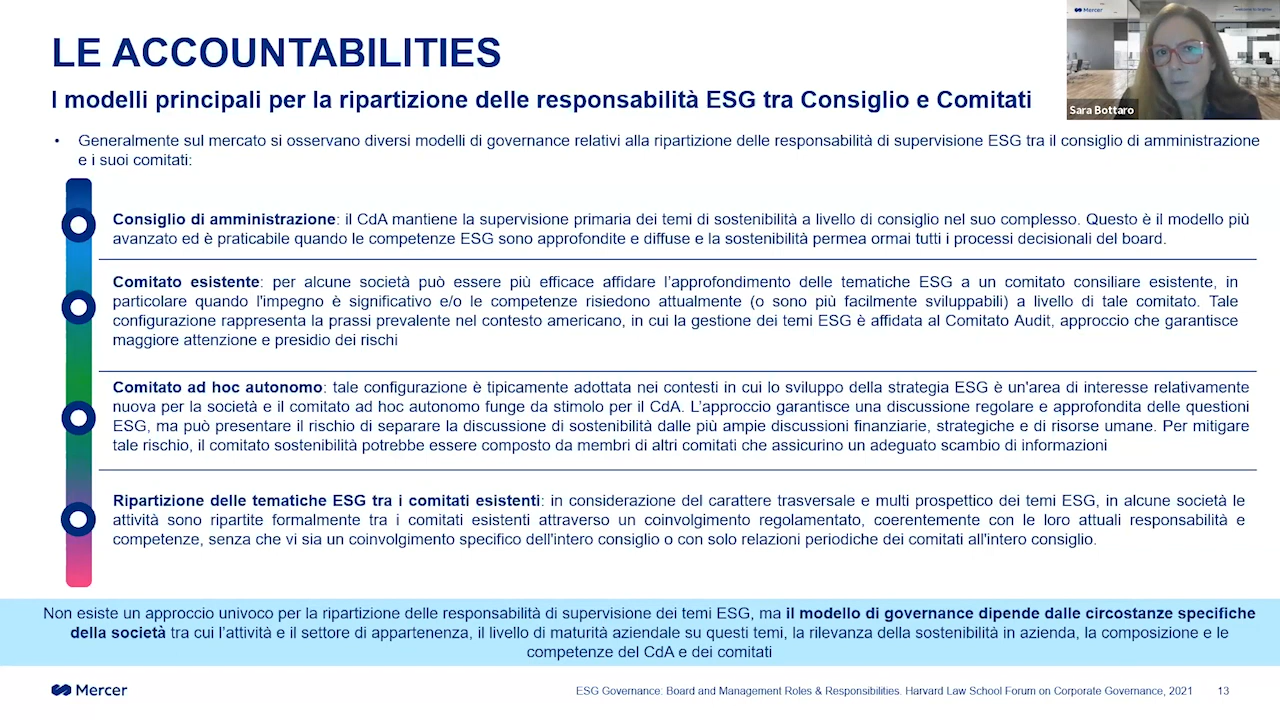 LE ACCOUNTABILITIES
I modelli principali per la ripartizione delle responsabilità ESG tra Consiglio e Comitati
• Generalmente sul mercato si osservano diversi modelli di governance relativi alla ripartizione delle responsabilità di supervisione ESG tra il consiglio di amministrazione
e i suoi comitati:
Consiglio di amministrazione: il CdA mantiene la supervisione primaria dei temi di sostenibilità a livello di consiglio nel suo complesso. Questo è il modello più
avanzato ed è praticabile quando le competenze ESG sono approfondite e diffuse e la sostenibilità permea ormai tutti i processi decisionali del board.
Comitato esistente: per alcune società può essere più efficace affidare l'approfondimento delle tematiche ESG a un comitato consiliare esistente, in
particolare quando l'impegno è significativo e/o le competenze risiedono attualmente (o sono più facilmente sviluppabili) a livello di tale comitato. Tale
configurazione rappresenta la prassi prevalente nel contesto americano, in cui la gestione dei temi ESG è affidata al Comitato Audit, approccio che garantisce
maggiore attenzione e presidio dei rischi
Comitato ad hoc autonomo: tale configurazione è tipicamente adottata nei contesti in cui lo sviluppo della strategia ESG è un'area di interesse relativamente
nuova per la società e il comitato ad hoc autonomo funge da stimolo per il CdA. L'approccio garantisce una discussione regolare e approfondita delle questioni
ESG, ma può presentare il rischio di separare la discussione di sostenibilità dalle più ampie discussioni finanziarie, strategiche e di risorse umane. Per mitigare
tale rischio, il comitato sostenibilità potrebbe essere composto da membri di altri comitati che assicurino un adeguato scambio di informazioni
Ripartizione delle tematiche ESG tra i comitati esistenti: in considerazione del carattere trasversale e multi prospettico dei temi ESG, in alcune società le
attività sono ripartite formalmente tra i comitati esistenti attraverso un coinvolgimento regolamentato, coerentemente con le loro attuali responsabilità e
competenze, senza che vi sia un coinvolgimento specifico dell'intero consiglio o con solo relazioni periodiche dei comitati all'intero consiglio.
Non esiste un approccio univoco per la ripartizione delle responsabilità di supervisione dei temi ESG, ma il modello di governance dipende dalle circostanze specifiche
della società tra cui l'attività e il settore di appartenenza, il livello di maturità aziendale su questi temi, la rilevanza della sostenibilità in azienda, la composizione e le
competenze del CdA e dei comitati
Mercer
ESG Governance: Board and Management Roles & Responsibilities. Harvard Law School Forum on Corporate Governance, 2021
13
Mercer
Sara Bottaro